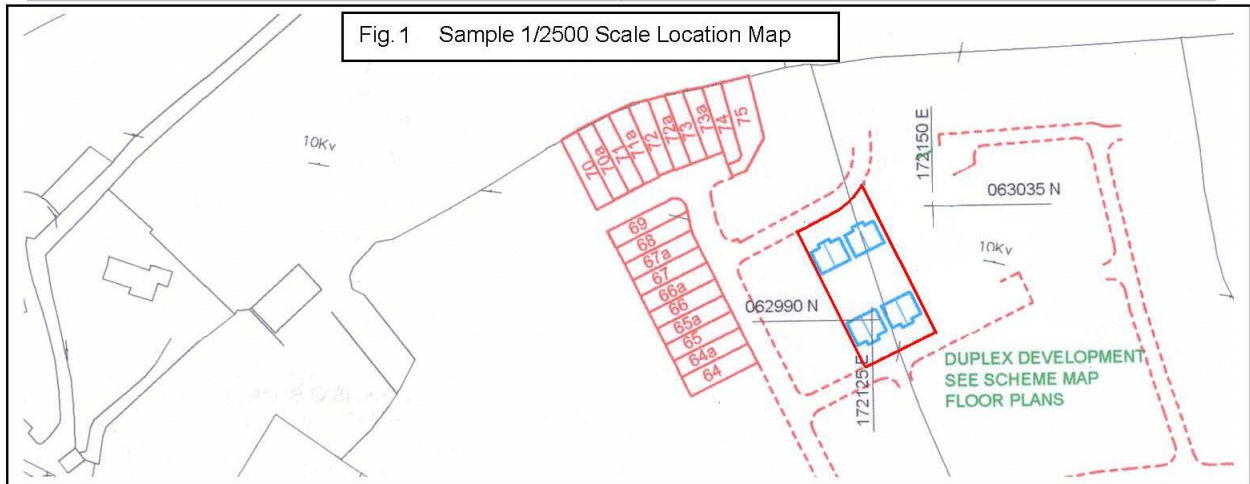 Fig. 1 Sample 1/2500 Scale Location Map
10Kv
70
70a
71
71a
72
72a
73
73a
74
75
172150 E
063035 N
10Kv
69
68
67a
67
66a
66
65a
65
64a
64
062990 N
172125 E
DUPLEX DEVELOPMENT
SEE SCHEME MAP
FLOOR PLANS